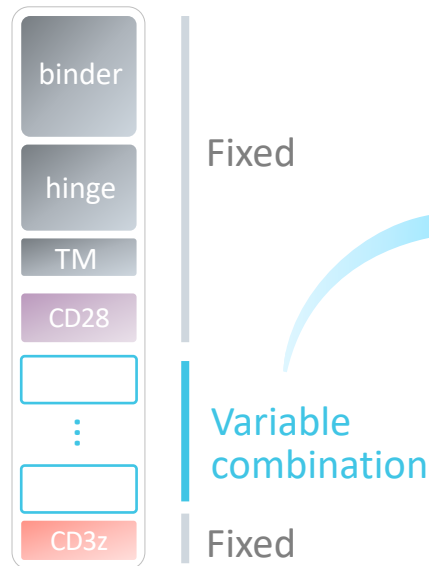 binder
Fixed
hinge
TM
CD28
Variable
combination
CD3z
Fixed